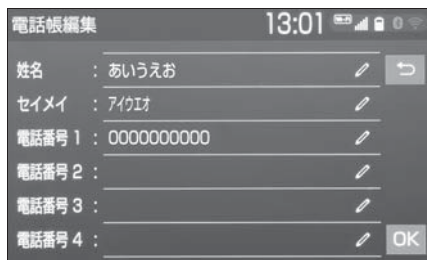 電話帳編集 13:01
姓名 : あいうえお
セイメイ : アイウエオ
電話番号 1 : 0000000000
電話番号 2 :
電話番号 3 :
電話番号 4 : OK